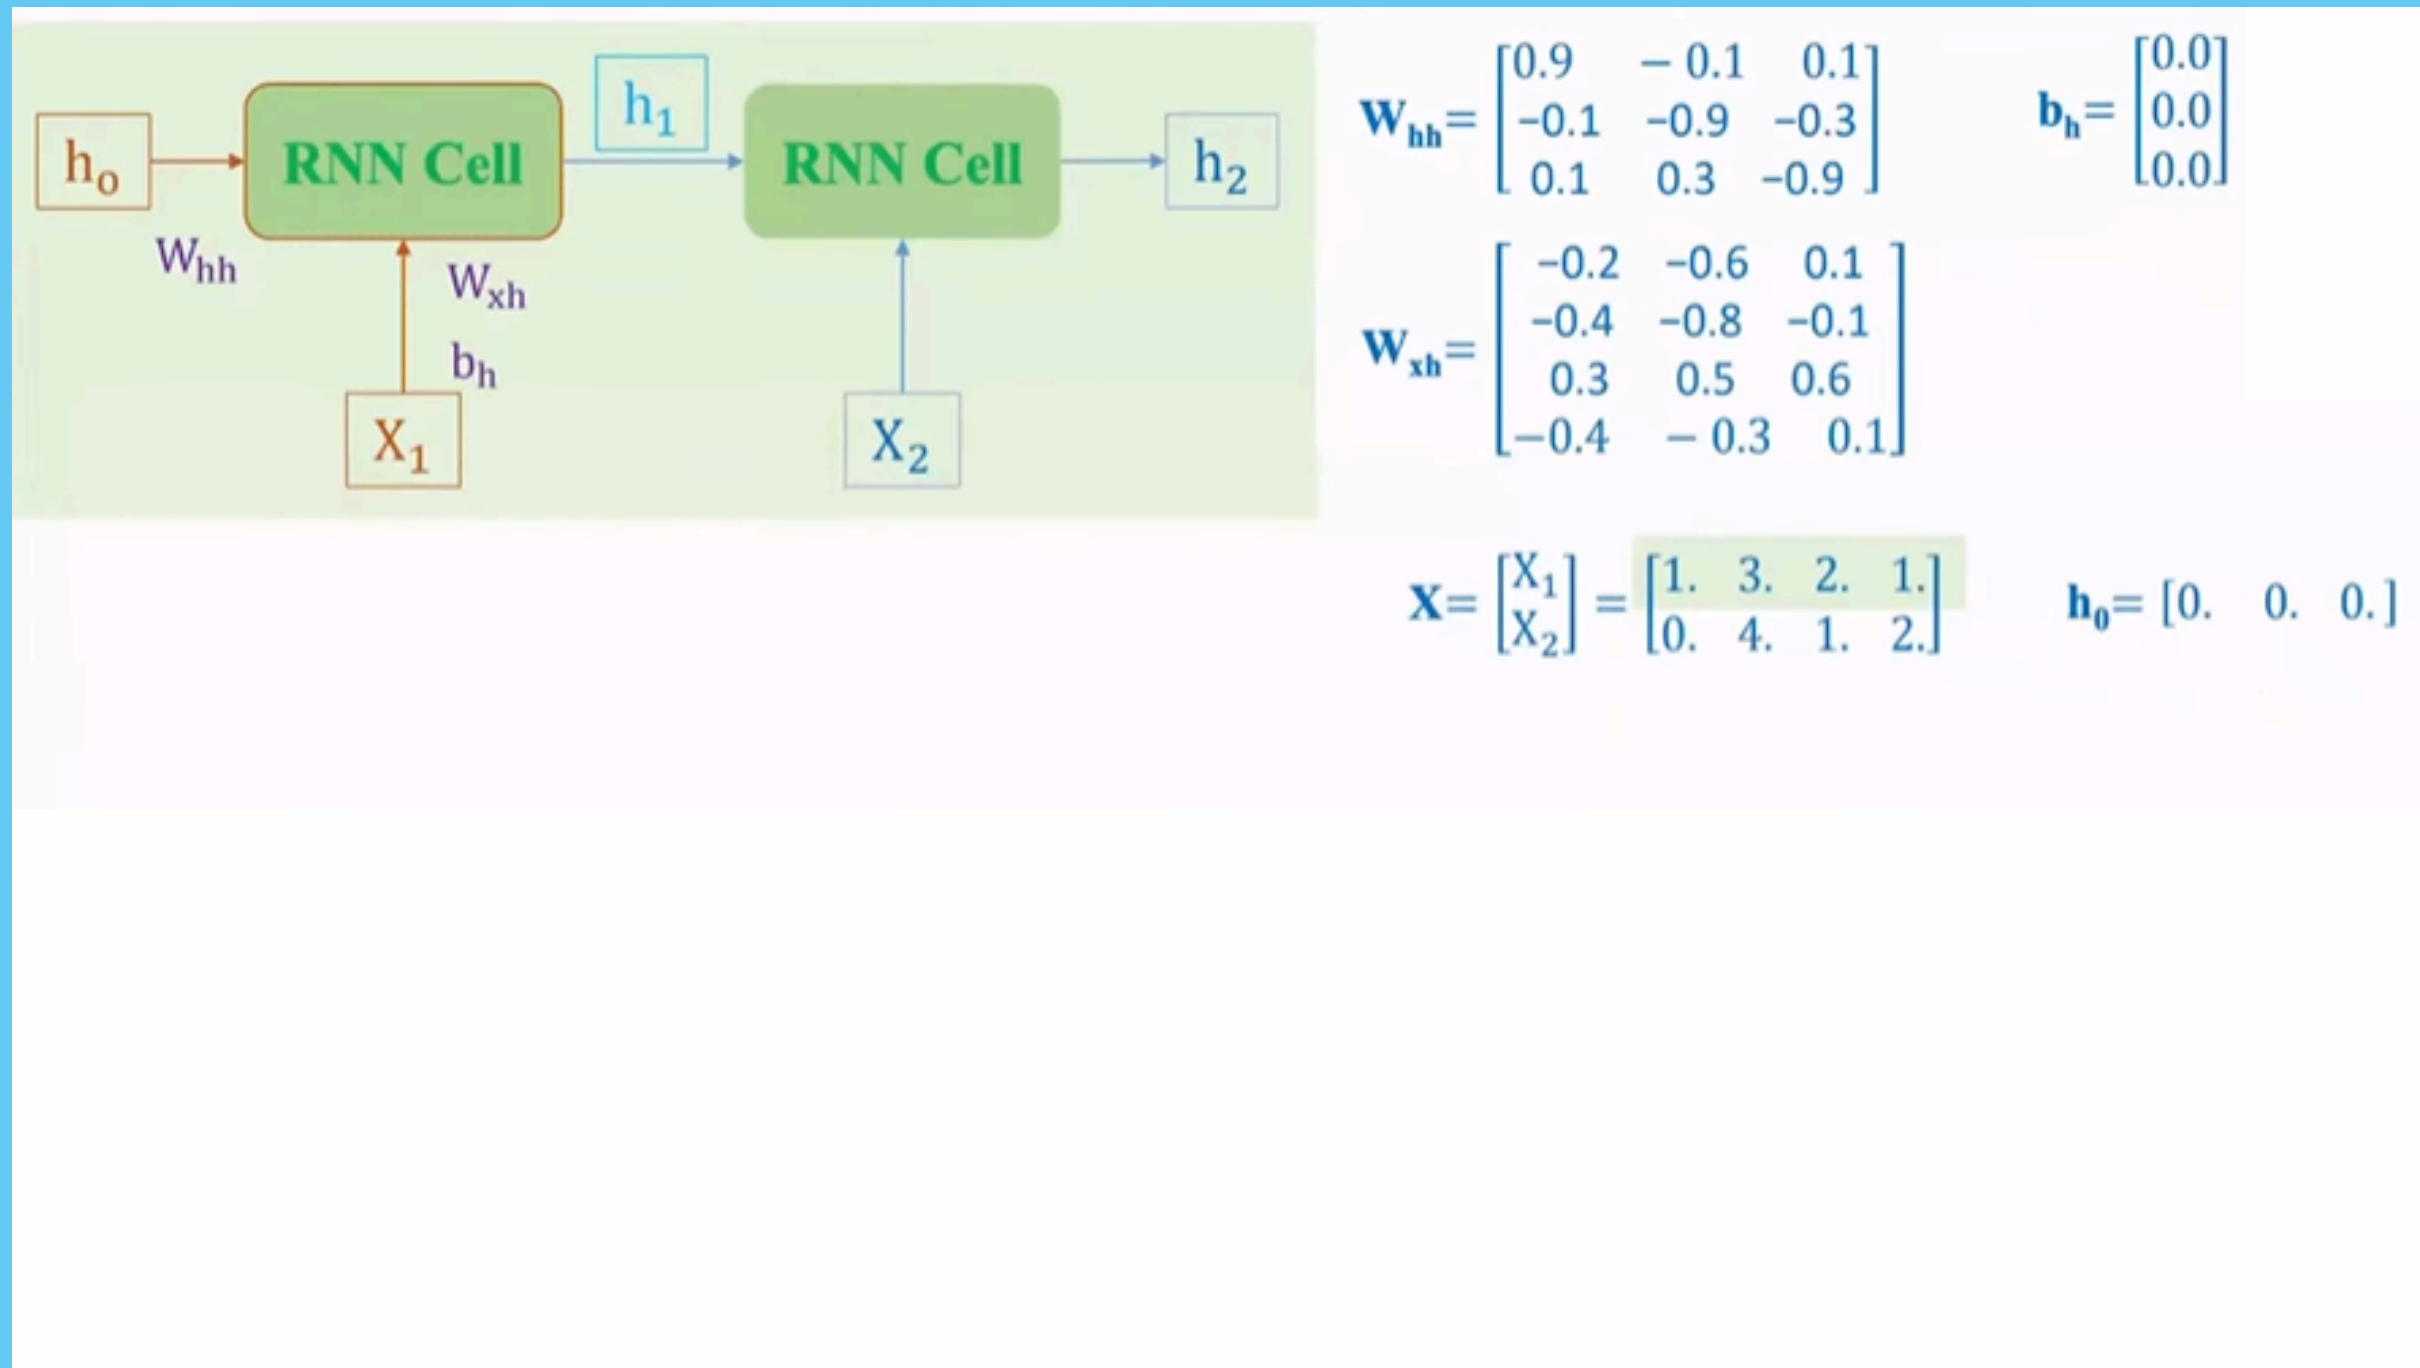 h₀
RNN Cell
h₁
RNN Cell
h₂
Wₕₕ
Wₓₕ
bₕ
X₁
X₂
Wₕₕ=
[0.9 − 0.1 0.1]
−0.1 −0.9 −0.3
0.1 0.3 −0.9
bₕ=
[0.0]
0.0
[0.0]
Wₓₕ=
−0.2 −0.6 0.1
−0.4 −0.8 −0.1
0.3 0.5 0.6
[−0.4 − 0.3 0.1]
X= [X₁ X₂] =
[1. 3. 2. 1.]
[0. 4. 1. 2.]
h₀= [0. 0. 0.]